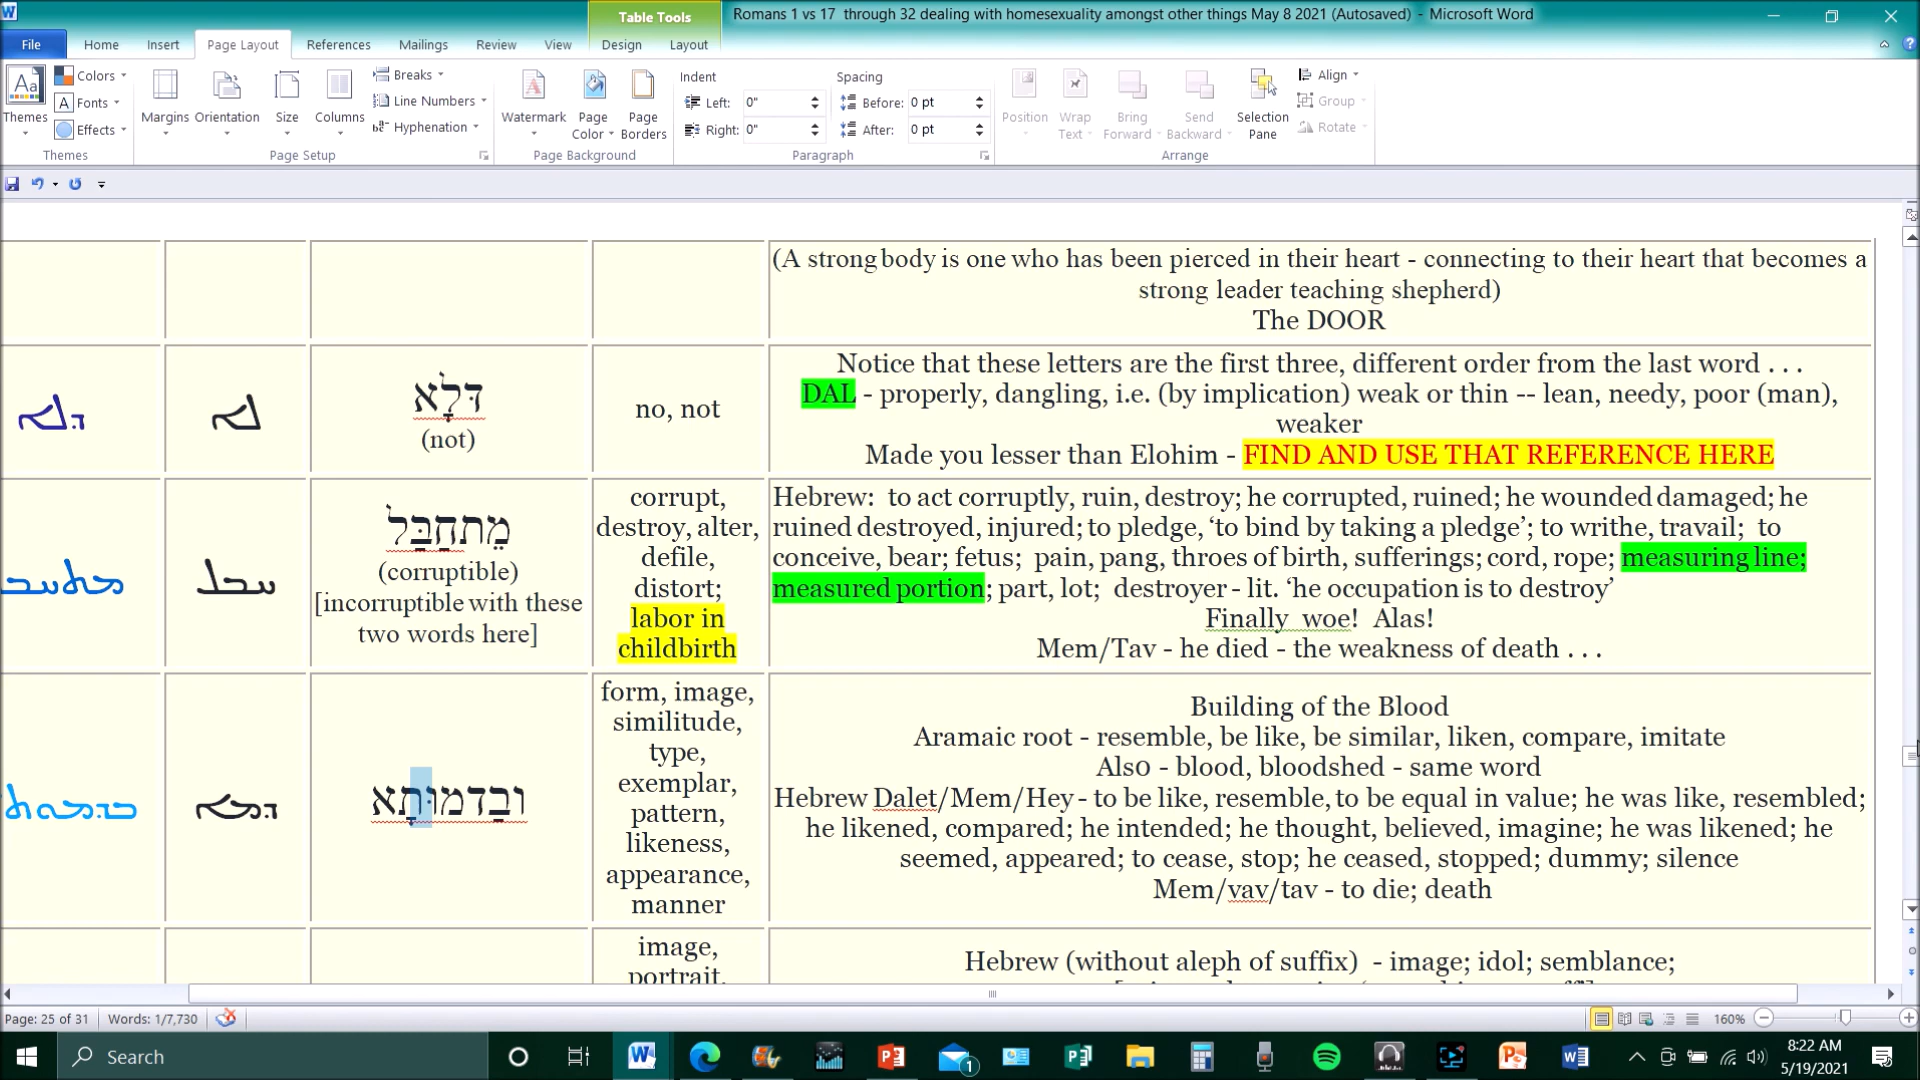 Table Tools
Romans 1 vs 17  through 32 dealing with homesexuality amongst other things May 8 2021 (Autosaved)  -  Microsoft Word
File Home Insert Page Layout References Mailings Review View Design Layout
Colors Breaks Indent Spacing Align
Fonts Line Numbers Left: 0" Before: 0 pt Group
Themes Margins Orientation Size Columns Watermark Page Color Page Borders Position Wrap Text Bring Forward Send Backward Selection Pane
Effects Hyphenation Right: 0" After: 0 pt Rotate
Themes Page Setup Page Background Paragraph Arrange
(A strong body is one who has been pierced in their heart - connecting to their heart that becomes a
strong leader teaching shepherd)
The DOOR
ܕܠܐ
ܠܐ
דְּלָא
(not)
no, not
Notice that these letters are the first three, different order from the last word . . .
DAL - properly, dangling, i.e. (by implication) weak or thin -- lean, needy, poor (man),
weaker
Made you lesser than Elohim - FIND AND USE THAT REFERENCE HERE
ܚܒܠ
מֵתחַבַּל
(corruptible)
[incorruptible with these
two words here]
corrupt,
destroy, alter,
defile,
distort;
labor in
childbirth
Hebrew:  to act corruptly, ruin, destroy; he corrupted, ruined; he wounded damaged; he
ruined destroyed, injured; to pledge, ‘to bind by taking a pledge’; to writhe, travail;  to
conceive, bear; fetus;  pain, pang, throes of birth, sufferings; cord, rope; measuring line;
measured portion; part, lot;  destroyer - lit. ‘he occupation is to destroy’
Finally  woe!  Alas!
Mem/Tav - he died - the weakness of death . . .
ܕܡܐ
ובַדמוּתָא
form, image,
similitude,
type,
exemplar,
pattern,
likeness,
appearance,
manner
Building of the Blood
Aramaic root - resemble, be like, be similar, liken, compare, imitate
Also - blood, bloodshed - same word
Hebrew Dalet/Mem/Hey - to be like, resemble, to be equal in value; he was like, resembled;
he likened, compared; he intended; he thought, believed, imagine; he was likened; he
seemed, appeared; to cease, stop; he ceased, stopped; dummy; silence
Mem/vav/tav - to die; death
image,
portrait,
Hebrew (without aleph of suffix)  - image; idol; semblance;
Page: 25 of 31 Words: 1/7,730 160%
Search
8:22 AM
5/19/2021